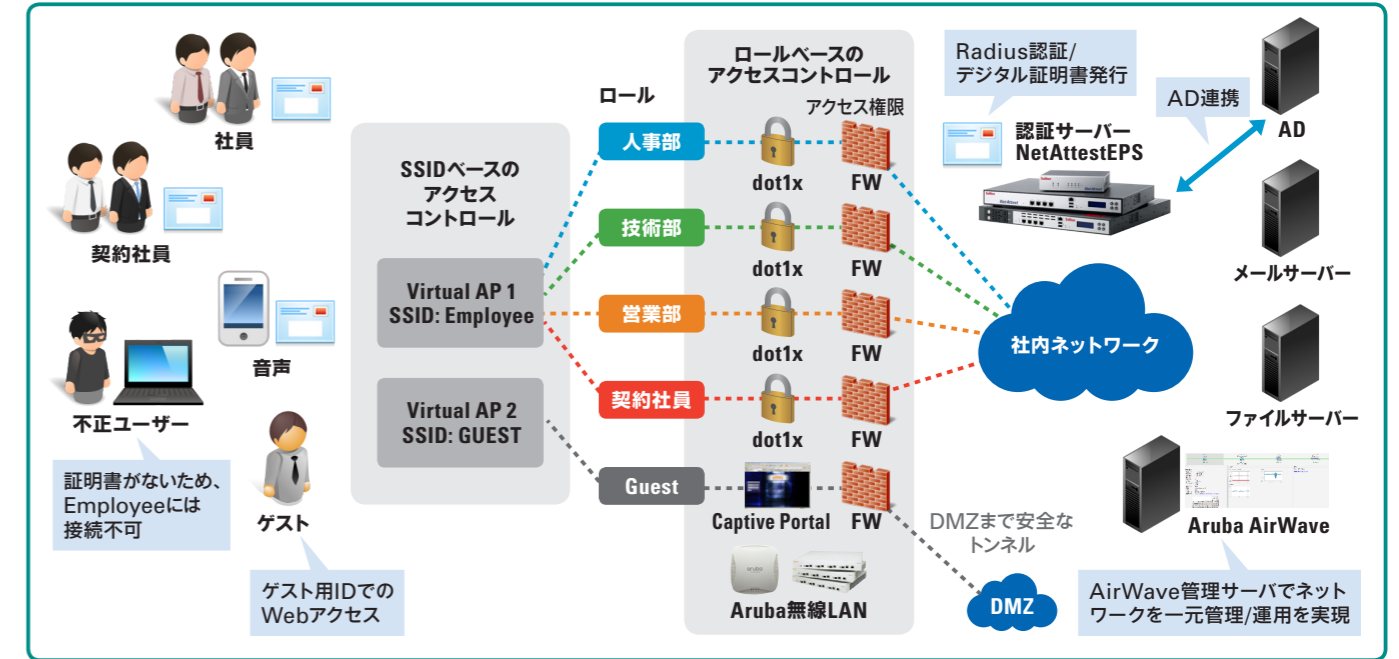 社員
契約社員
音声
不正ユーザー
証明書がないため、
Employeeには
接続不可
ゲスト
ゲスト用IDでの
Webアクセス
SSIDベースの
アクセス
コントロール
Virtual AP 1
SSID: Employee
Virtual AP 2
SSID: GUEST
ロール
人事部
技術部
営業部
契約社員
Guest
ロールベースの
アクセスコントロール
アクセス権限
dot1x
FW
dot1x
FW
dot1x
FW
dot1x
FW
Captive Portal
FW
aruba
Aruba無線LAN
Radius認証/
デジタル証明書発行
認証サーバー
NetAttestEPS
AD連携
AD
メールサーバー
社内ネットワーク
ファイルサーバー
DMZまで安全な
トンネル
DMZ
Aruba AirWave
AirWave管理サーバでネット
ワークを一元管理/運用を実現